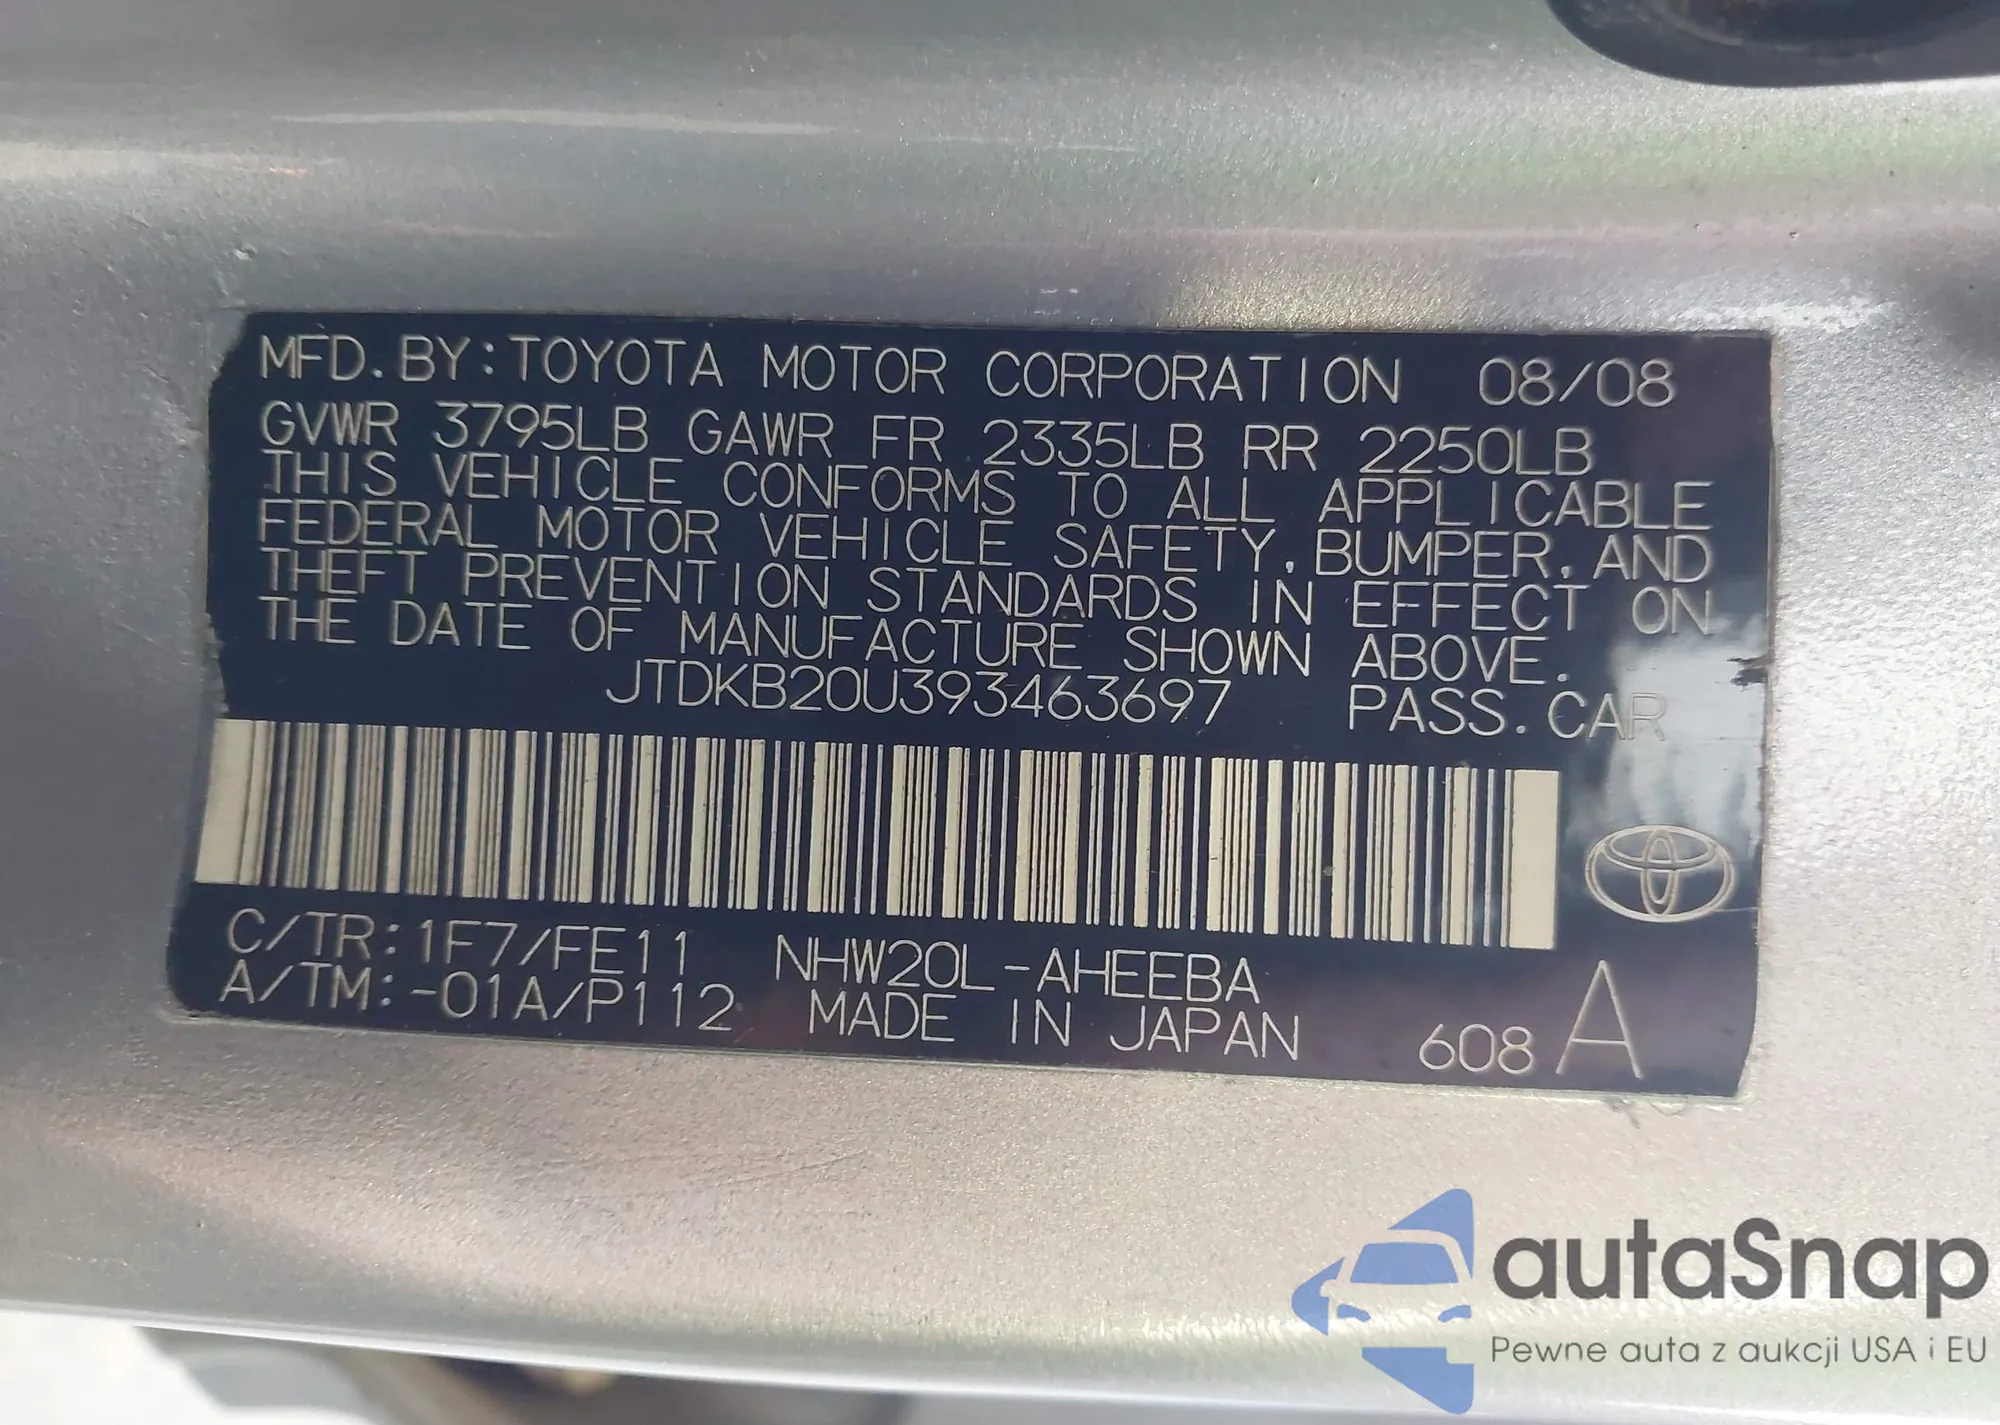 MFD. BY: TOYOTA MOTOR CORPORATION 08/08
GVWR 3795LB GAWR FR 2335LB RR 2250LB
THIS VEHICLE CONFORMS TO ALL APPLICABLE
FEDERAL MOTOR VEHICLE SAFETY, BUMPER, AND
THEFT PREVENTION STANDARDS IN EFFECT ON
THE DATE OF MANUFACTURE SHOWN ABOVE.
JTDKB20U393463697 PASS. CAR
C/TR: 1F7/FE11 NHW20L-AHEEBA
A/TM: -01A/P112 MADE IN JAPAN 608 A
autaSnap
Pewne auta z aukcji USA i EU